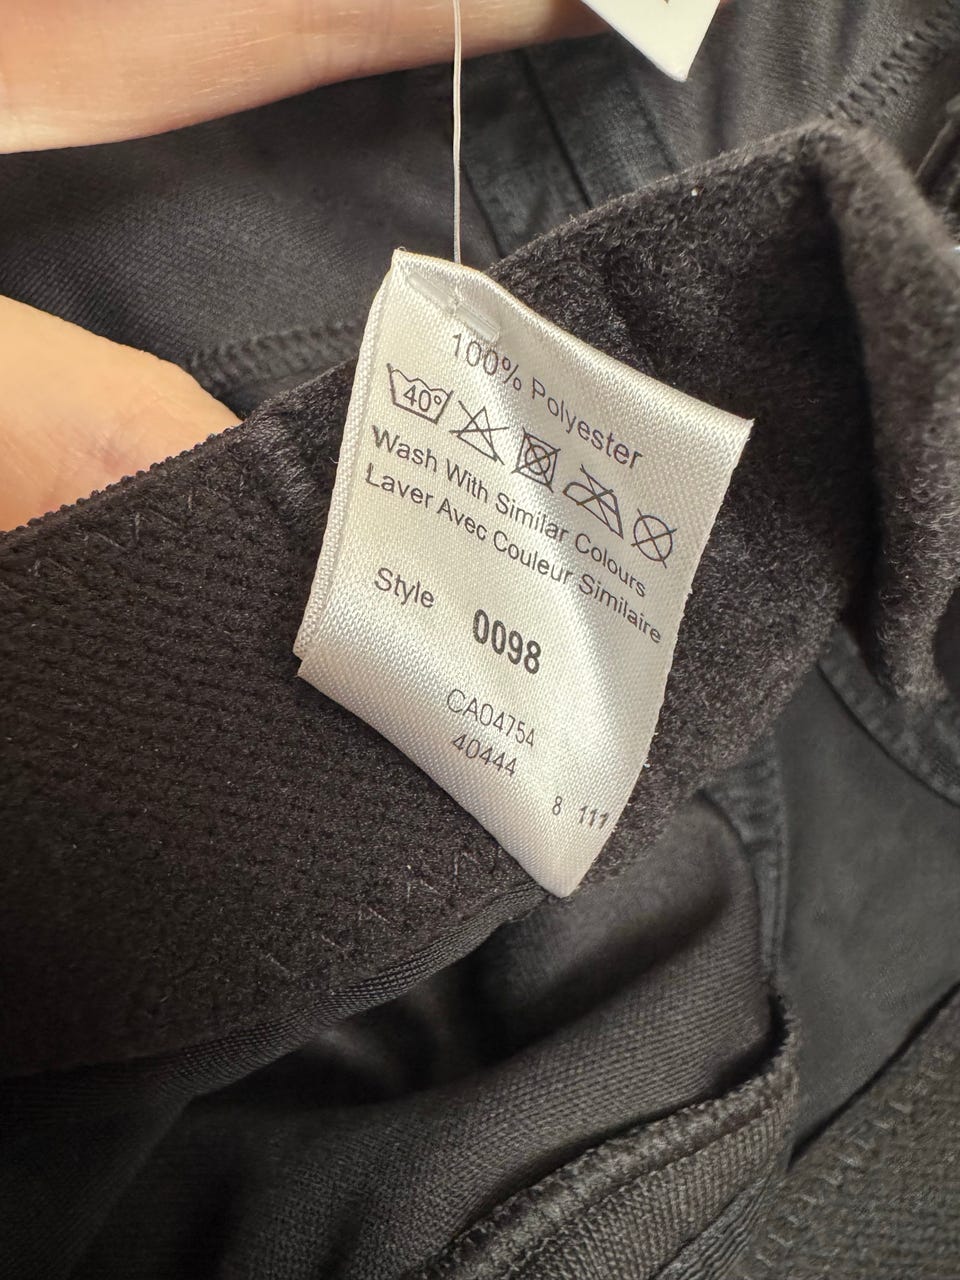 100% Polyester
40°
Wash With Similar Colours
Laver Avec Couleur Similaire
Style 0098
CA04754
40444
8 111